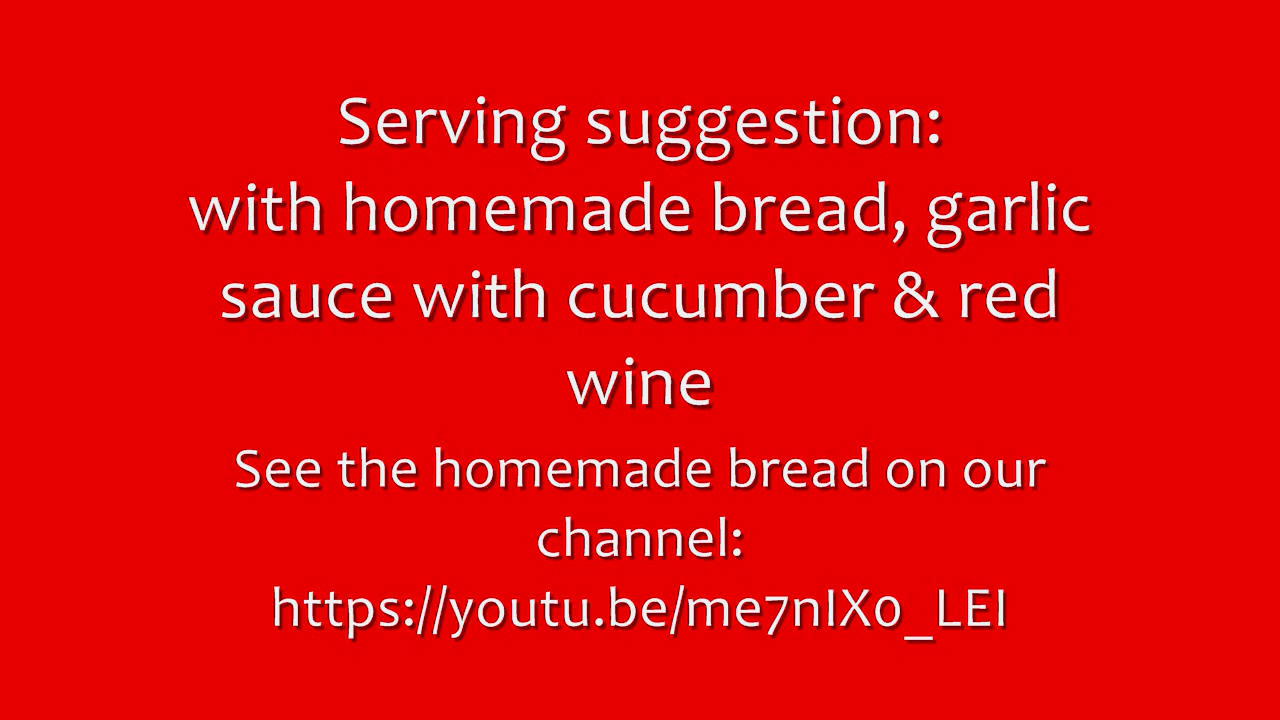 Serving suggestion:
with homemade bread, garlic
sauce with cucumber & red
wine
See the homemade bread on our
channel:
https://youtu.be/me7nIX0_LEI